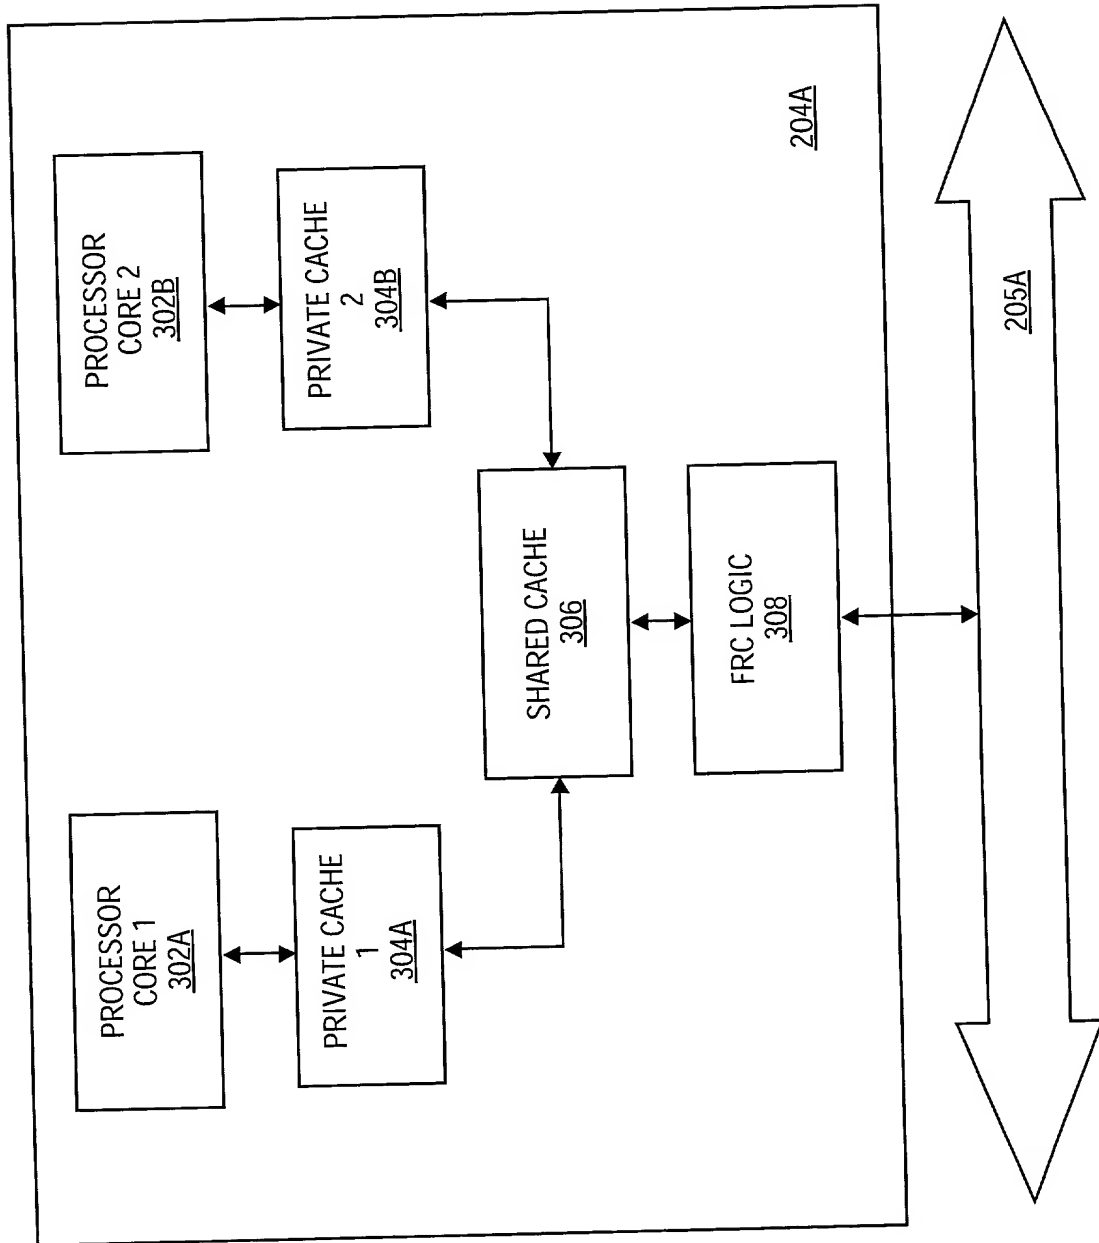 PROCESSOR
CORE 1
302A
PROCESSOR
CORE 2
302B
PRIVATE CACHE
1
304A
PRIVATE CACHE
2
304B
SHARED CACHE
306
FRC LOGIC
308
204A
205A